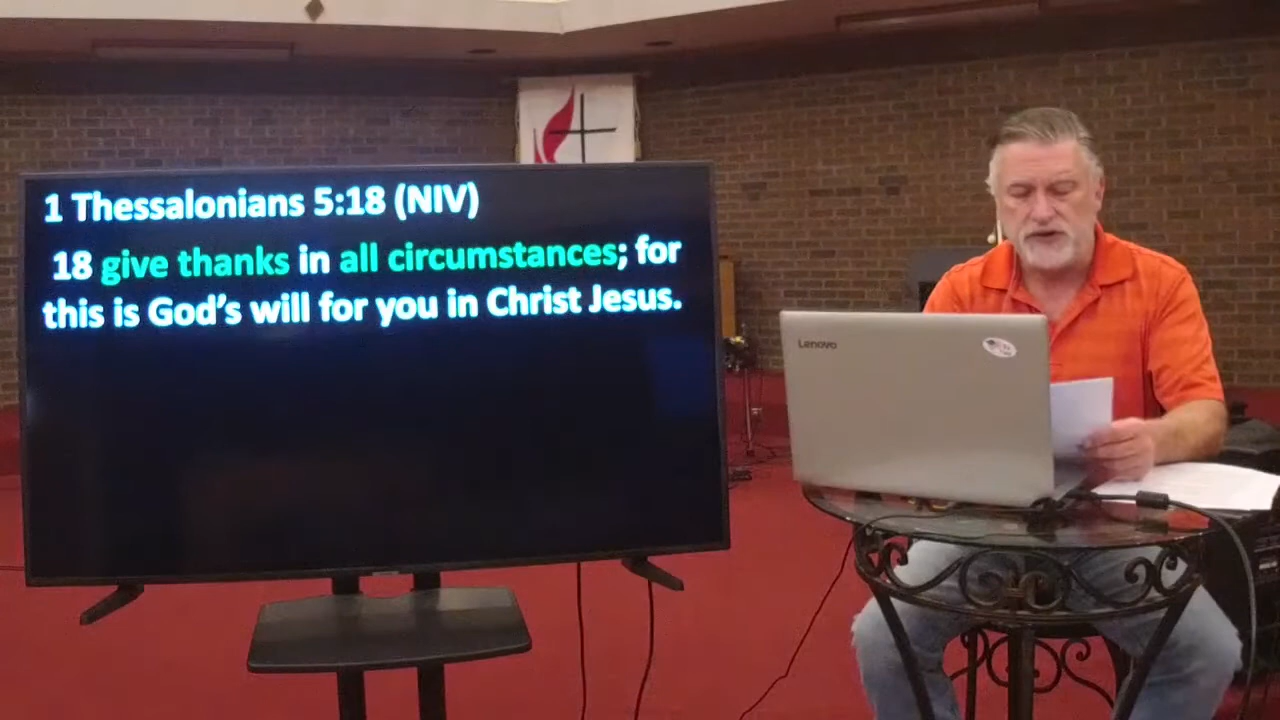 1 Thessalonians 5:18 (NIV)
18 give thanks in all circumstances; for
this is God's will for you in Christ Jesus.
Lenovo